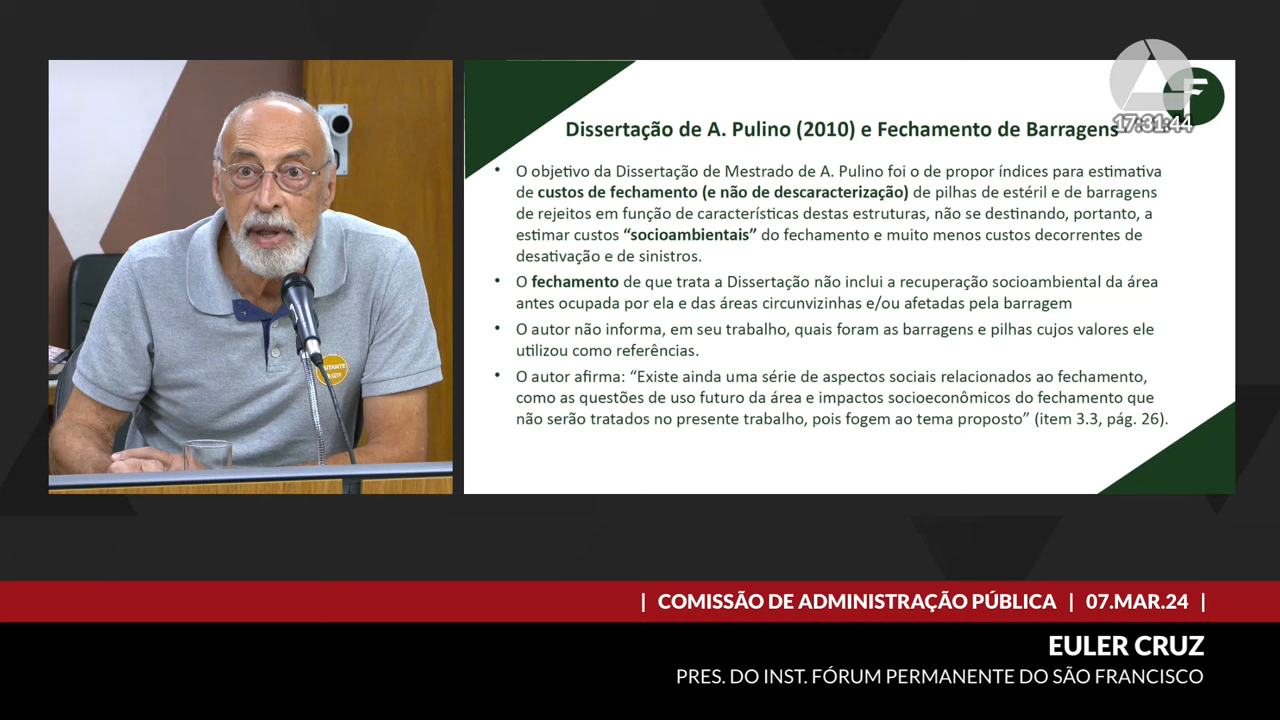 17:31:44
Dissertação de A. Pulino (2010) e Fechamento de Barragens
• O objetivo da Dissertação de Mestrado de A. Pulino foi o de propor índices para estimativa
de custos de fechamento (e não de descaracterização) de pilhas de estéril e de barragens
de rejeitos em função de características destas estruturas, não se destinando, portanto, a
estimar custos “socioambientais” do fechamento e muito menos custos decorrentes de
desativação e de sinistros.
• O fechamento de que trata a Dissertação não inclui a recuperação socioambiental da área
antes ocupada por ela e das áreas circunvizinhas e/ou afetadas pela barragem
• O autor não informa, em seu trabalho, quais foram as barragens e pilhas cujos valores ele
utilizou como referências.
• O autor afirma: “Existe ainda uma série de aspectos sociais relacionados ao fechamento,
como as questões de uso futuro da área e impactos socioeconômicos do fechamento que
não serão tratados no presente trabalho, pois fogem ao tema proposto” (item 3.3, pág. 26).
| COMISSÃO DE ADMINISTRAÇÃO PÚBLICA | 07.MAR.24 |
EULER CRUZ
PRES. DO INST. FÓRUM PERMANENTE DO SÃO FRANCISCO